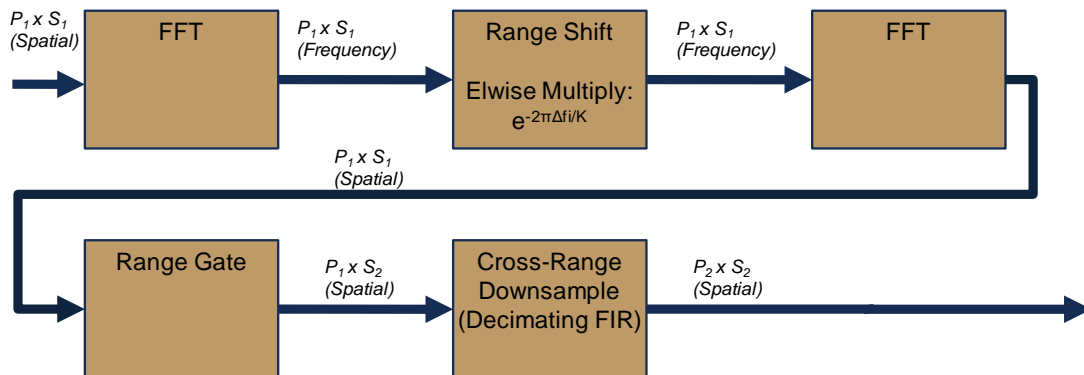 P₁ x S₁
(Spatial)
FFT
P₁ x S₁
(Frequency)
Range Shift
Elwise Multiply:
e⁻²πΔfi/K
P₁ x S₁
(Frequency)
FFT
P₁ x S₁
(Spatial)
Range Gate
P₁ x S₂
(Spatial)
Cross-Range
Downsample
(Decimating FIR)
P₂ x S₂
(Spatial)